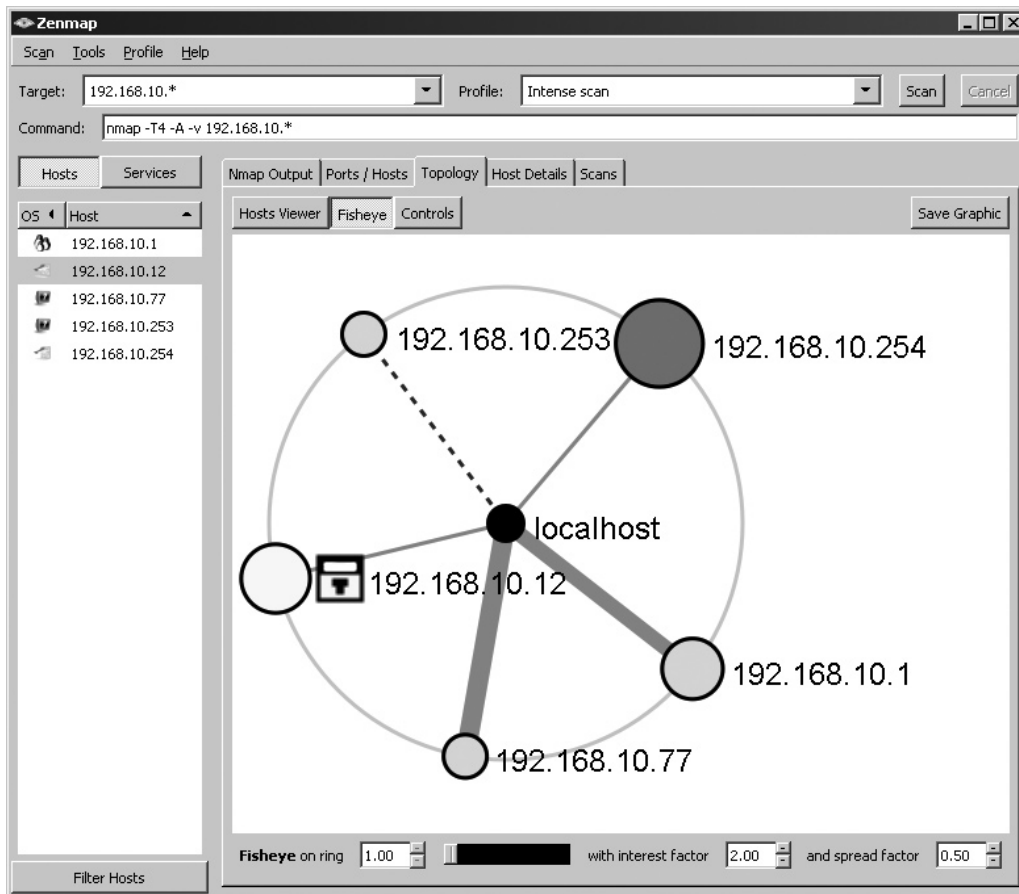 Zenmap
Scan Tools Profile Help
Target: 192.168.10.* Profile: Intense scan Scan Cancel
Command: nmap -T4 -A -v 192.168.10.*
Hosts Services
Nmap Output Ports / Hosts Topology Host Details Scans
OS Host
192.168.10.1
192.168.10.12
192.168.10.77
192.168.10.253
192.168.10.254
Hosts Viewer Fisheye Controls Save Graphic
192.168.10.253
192.168.10.254
localhost
192.168.10.12
192.168.10.1
192.168.10.77
Fisheye on ring 1.00 with interest factor 2.00 and spread factor 0.50
Filter Hosts